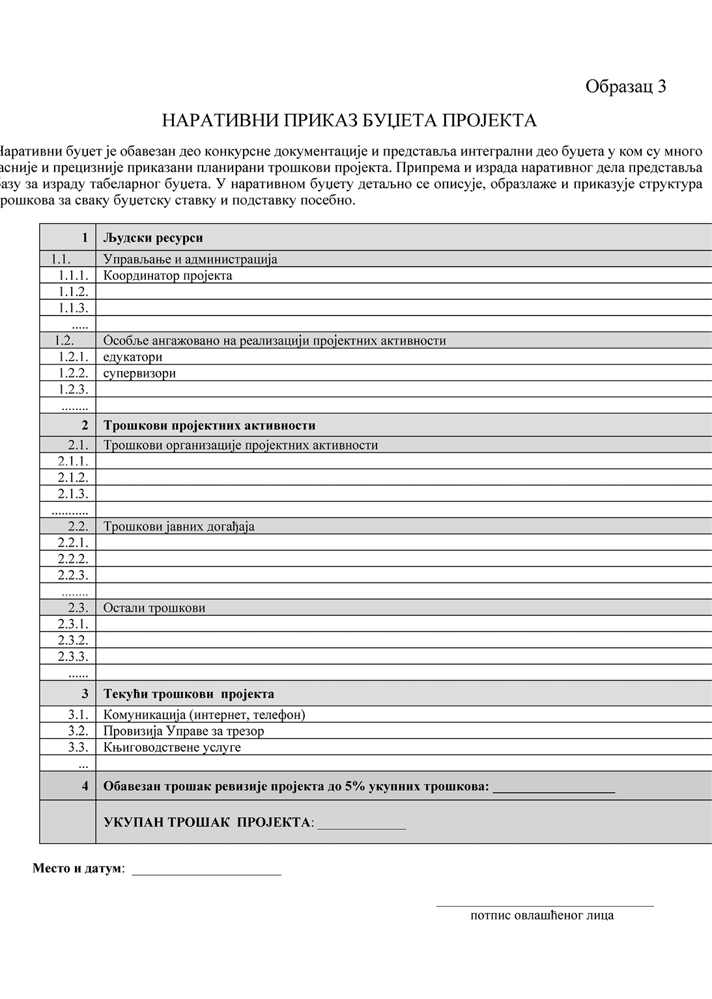 Образац 3
НАРАТИВНИ ПРИКАЗ БУЏЕТА ПРОЈЕКТА
Наративни буџет је обавезан део конкурсне документације и представља интегрални део буџета у ком су много
јасније и прецизније приказани планирани трошкови пројекта. Припрема и израда наративног дела представља
базу за израду табеларног буџета. У наративном буџету детаљно се описује, образлаже и приказује структура
трошкова за сваку буџетску ставку и подставку посебно.
1 Људски ресурси
1.1. Управљање и администрација
1.1.1. Координатор пројекта
1.1.2.
1.1.3.
.....
1.2. Особље ангажовано на реализацији пројектних активности
1.2.1. едукатори
1.2.2. супервизори
1.2.3.
........
2 Трошкови пројектних активности
2.1. Трошкови организације пројектних активности
2.1.1.
2.1.2.
2.1.3.
...........
2.2. Трошкови јавних догађаја
2.2.1.
2.2.2.
2.2.3.
........
2.3. Остали трошкови
2.3.1.
2.3.2.
2.3.3.
......
3 Текући трошкови  пројекта
3.1. Комуникација (интернет, телефон)
3.2. Провизија Управе за трезор
3.3. Књиговодствене услуге
...
4 Обавезан трошак ревизије пројекта до 5% укупних трошкова: __________________
УКУПАН ТРОШАК  ПРОЈЕКТА: _____________
Место и датум: ______________________
потпис овлашћеног лица